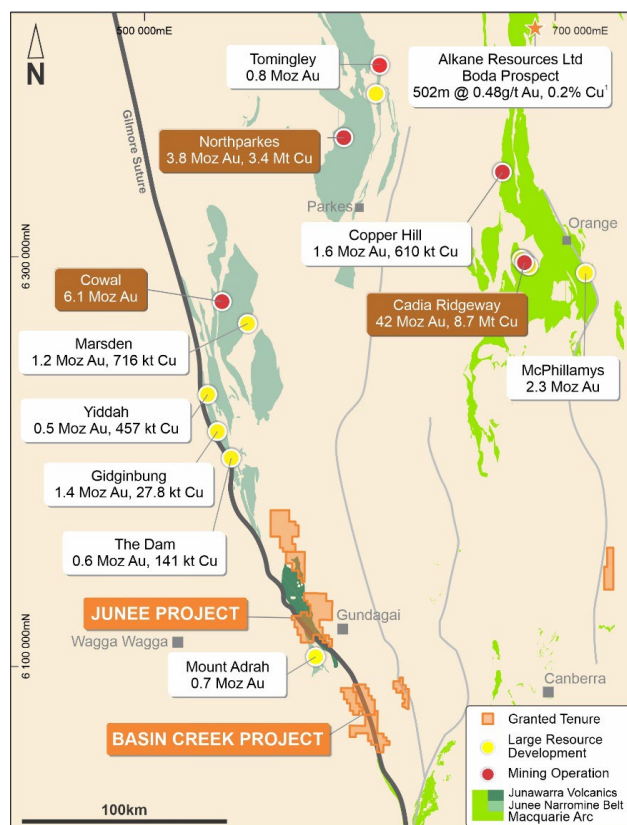 500 000mE
700 000mE
N
Tomingley
0.8 Moz Au
Alkane Resources Ltd
Boda Prospect
502m @ 0.48g/t Au, 0.2% Cu¹
Gilmore Suture
Northparkes
3.8 Moz Au, 3.4 Mt Cu
Parkes
Copper Hill
1.6 Moz Au, 610 kt Cu
Orange
6 300 000mN
Cowal
6.1 Moz Au
Cadia Ridgeway
42 Moz Au, 8.7 Mt Cu
Marsden
1.2 Moz Au, 716 kt Cu
McPhillamys
2.3 Moz Au
Yiddah
0.5 Moz Au, 457 kt Cu
Gidginbung
1.4 Moz Au, 27.8 kt Cu
The Dam
0.6 Moz Au, 141 kt Cu
JUNEE PROJECT
Gundagai
Wagga Wagga
6 100 000mN
Mount Adrah
0.7 Moz Au
Canberra
BASIN CREEK PROJECT
Granted Tenure
Large Resource
Development
Mining Operation
Junawarra Volcanics
Junee Narromine Belt
Macquarie Arc
100km